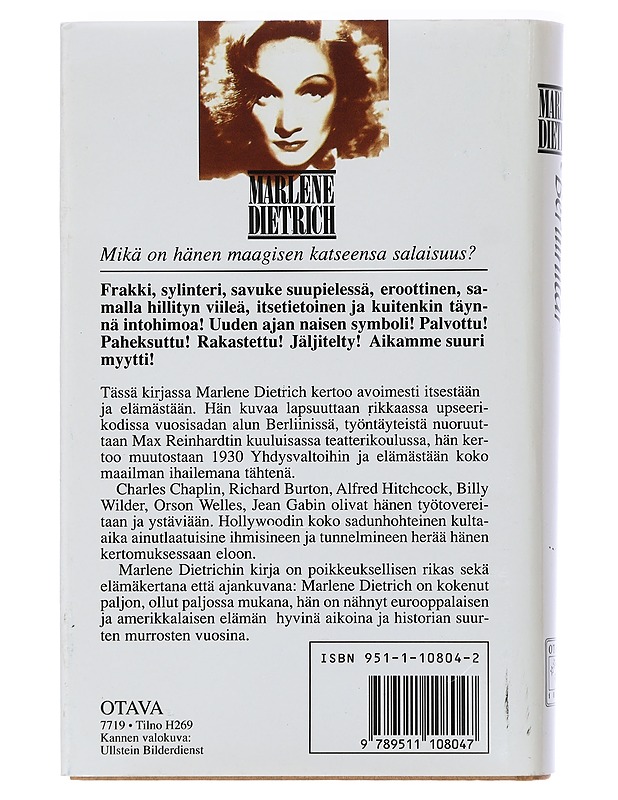 MARLENE
DIETRICH
Mikä on hänen maagisen katseensa salaisuus?
Frakki, sylinteri, savuke suupielessä, eroottinen, sa-
malla hillityn viileä, itsetietoinen ja kuitenkin täyn-
nä intohimoa! Uuden ajan naisen symboli! Palvottu!
Paheksuttu! Rakastettu! Jäljitelty! Aikamme suuri
myytti!
Tässä kirjassa Marlene Dietrich kertoo avoimesti itsestään
ja elämästään. Hän kuvaa lapsuuttaan rikkaassa upseeri-
kodissa vuosisadan alun Berliinissä, työntäyteistä nuoruut-
taan Max Reinhardtin kuuluisassa teatterikoulussa, hän ker-
too muutostaan 1930 Yhdysvaltoihin ja elämästään koko
maailman ihailemana tähtenä.
Charles Chaplin, Richard Burton, Alfred Hitchcock, Billy
Wilder, Orson Welles, Jean Gabin olivat hänen työtoverei-
taan ja ystäviään. Hollywoodin koko sadunhohteinen kulta-
aika ainutlaatuisine ihmisineen ja tunnelmineen herää hänen
kertomuksessaan eloon.
Marlene Dietrichin kirja on poikkeuksellisen rikas sekä
elämäkertana että ajankuvana: Marlene Dietrich on kokenut
paljon, ollut paljossa mukana, hän on nähnyt eurooppalaisen
ja amerikkalaisen elämän hyvinä aikoina ja historian suur-
ten murrosten vuosina.
ISBN 951-1-10804-2
9 789511 108047
OTAVA
7719 • Tilno H269
Kannen valokuva:
Ullstein Bilderdienst